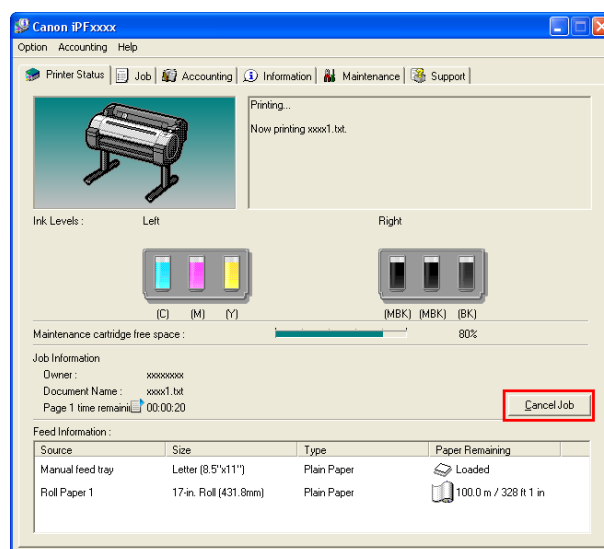 Canon iPFxxxx
Option Accounting Help
Printer Status Job Accounting Information Maintenance Support
Printing...
Now printing xxxx1.txt.
Ink Levels : Left Right
(C) (M) (Y) (MBK) (MBK) (BK)
Maintenance cartridge free space : 80%
Job Information
Owner : xxxxxxxx
Document Name : xxxx1.txt
Page 1 time remaini 00:00:20
Cancel Job
Feed Information :
Source Size Type Paper Remaining
Manual feed tray Letter (8.5"x11") Plain Paper Loaded
Roll Paper 1 17-in. Roll (431.8mm) Plain Paper 100.0 m / 328 ft 1 in